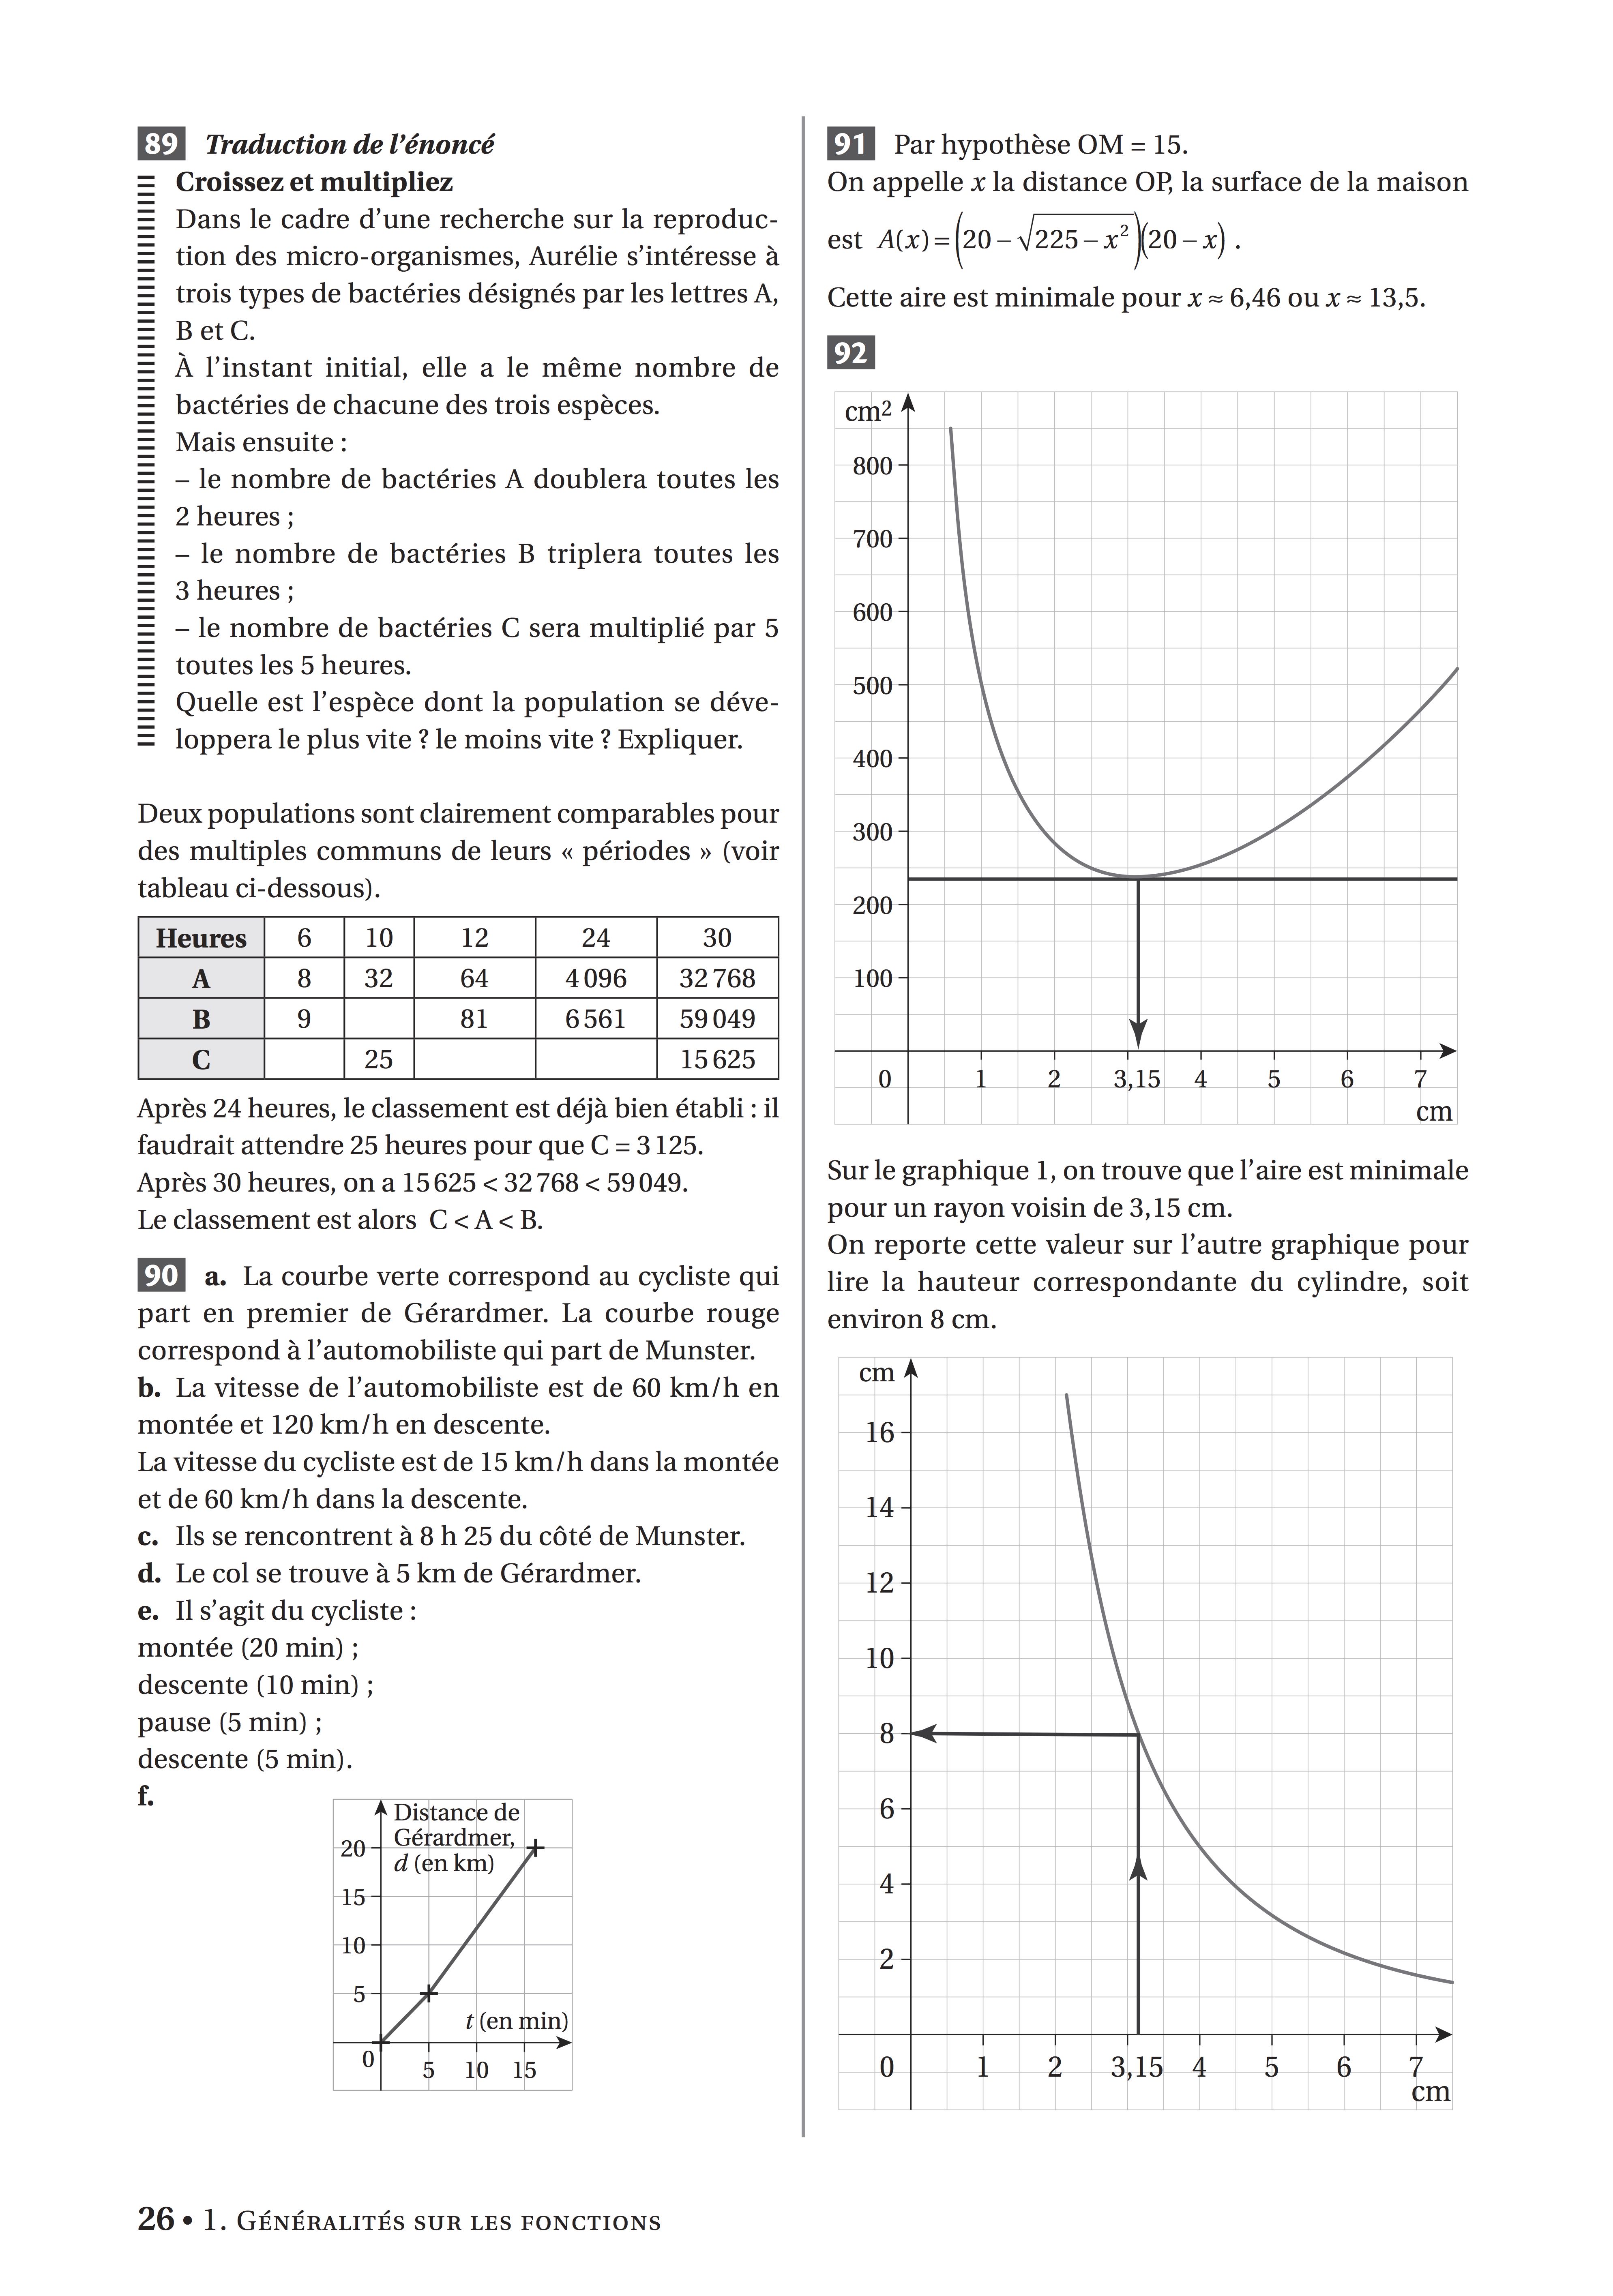 89 Traduction de l'énoncé
Croissez et multipliez
Dans le cadre d'une recherche sur la reproduc-
tion des micro-organismes, Aurélie s'intéresse à
trois types de bactéries désignés par les lettres A,
B et C.
À l'instant initial, elle a le même nombre de
bactéries de chacune des trois espèces.
Mais ensuite :
– le nombre de bactéries A doublera toutes les
2 heures ;
– le nombre de bactéries B triplera toutes les
3 heures ;
– le nombre de bactéries C sera multiplié par 5
toutes les 5 heures.
Quelle est l'espèce dont la population se déve-
loppera le plus vite ? le moins vite ? Expliquer.
Deux populations sont clairement comparables pour
des multiples communs de leurs « périodes » (voir
tableau ci-dessous).
Heures 6 10 12 24 30
A 8 32 64 4 096 32 768
B 9 81 6 561 59 049
C 25 15 625
Après 24 heures, le classement est déjà bien établi : il
faudrait attendre 25 heures pour que C = 3 125.
Après 30 heures, on a 15 625 < 32 768 < 59 049.
Le classement est alors C < A < B.
90 a. La courbe verte correspond au cycliste qui
part en premier de Gérardmer. La courbe rouge
correspond à l'automobiliste qui part de Munster.
b. La vitesse de l'automobiliste est de 60 km/h en
montée et 120 km/h en descente.
La vitesse du cycliste est de 15 km/h dans la montée
et de 60 km/h dans la descente.
c. Ils se rencontrent à 8 h 25 du côté de Munster.
d. Le col se trouve à 5 km de Gérardmer.
e. Il s'agit du cycliste :
montée (20 min) ;
descente (10 min) ;
pause (5 min) ;
descente (5 min).
f.
Distance de
Gérardmer,
d (en km)
20
15
10
5
t (en min)
0 5 10 15
91 Par hypothèse OM = 15.
On appelle x la distance OP, la surface de la maison
est A(x) = (20 – √(225 – x²))(20 – x) .
Cette aire est minimale pour x ≈ 6,46 ou x ≈ 13,5.
92
cm²
800
700
600
500
400
300
200
100
0 1 2 3,15 4 5 6 7
cm
Sur le graphique 1, on trouve que l'aire est minimale
pour un rayon voisin de 3,15 cm.
On reporte cette valeur sur l'autre graphique pour
lire la hauteur correspondante du cylindre, soit
environ 8 cm.
cm
16
14
12
10
8
6
4
2
0 1 2 3,15 4 5 6 7
cm
26 • 1. GÉNÉRALITÉS SUR LES FONCTIONS